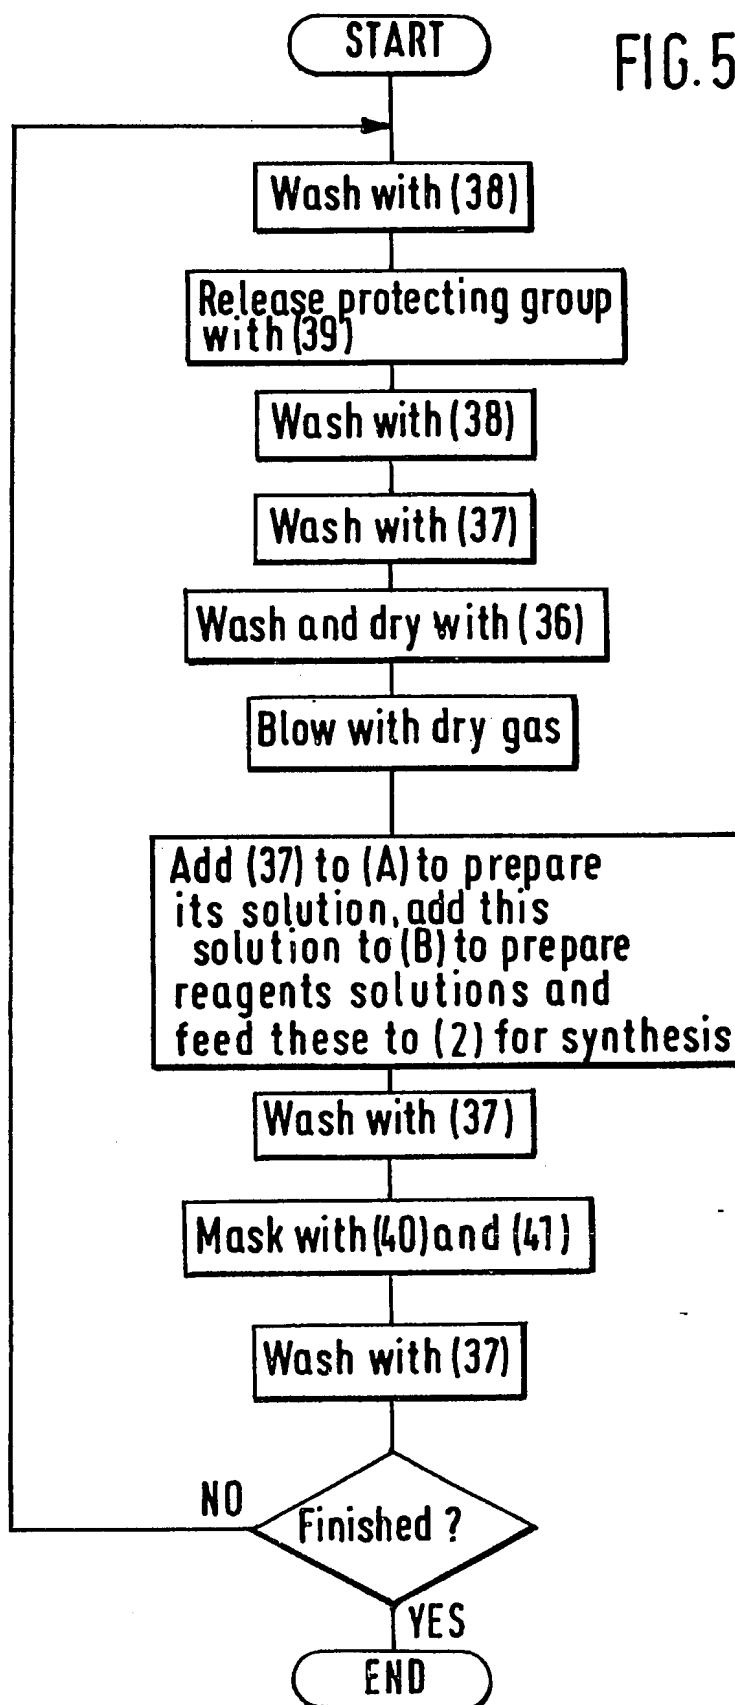 START
FIG. 5
Wash with (38)
Release protecting group
with (39)
Wash with (38)
Wash with (37)
Wash and dry with (36)
Blow with dry gas
Add (37) to (A) to prepare
its solution, add this
solution to (B) to prepare
reagents solutions and
feed these to (2) for synthesis
Wash with (37)
Mask with (40) and (41)
Wash with (37)
NO
Finished ?
YES
END